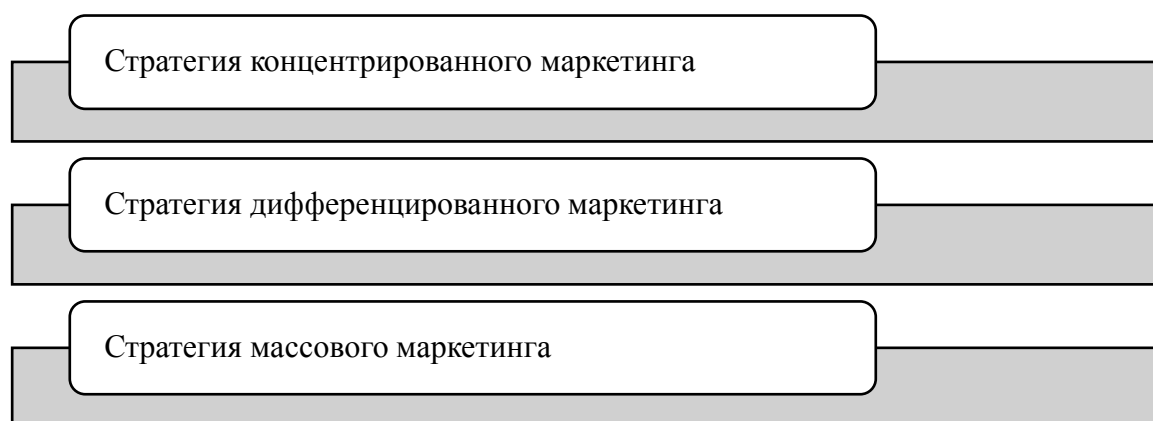 Стратегия концентрированного маркетинга
Стратегия дифференцированного маркетинга
Стратегия массового маркетинга